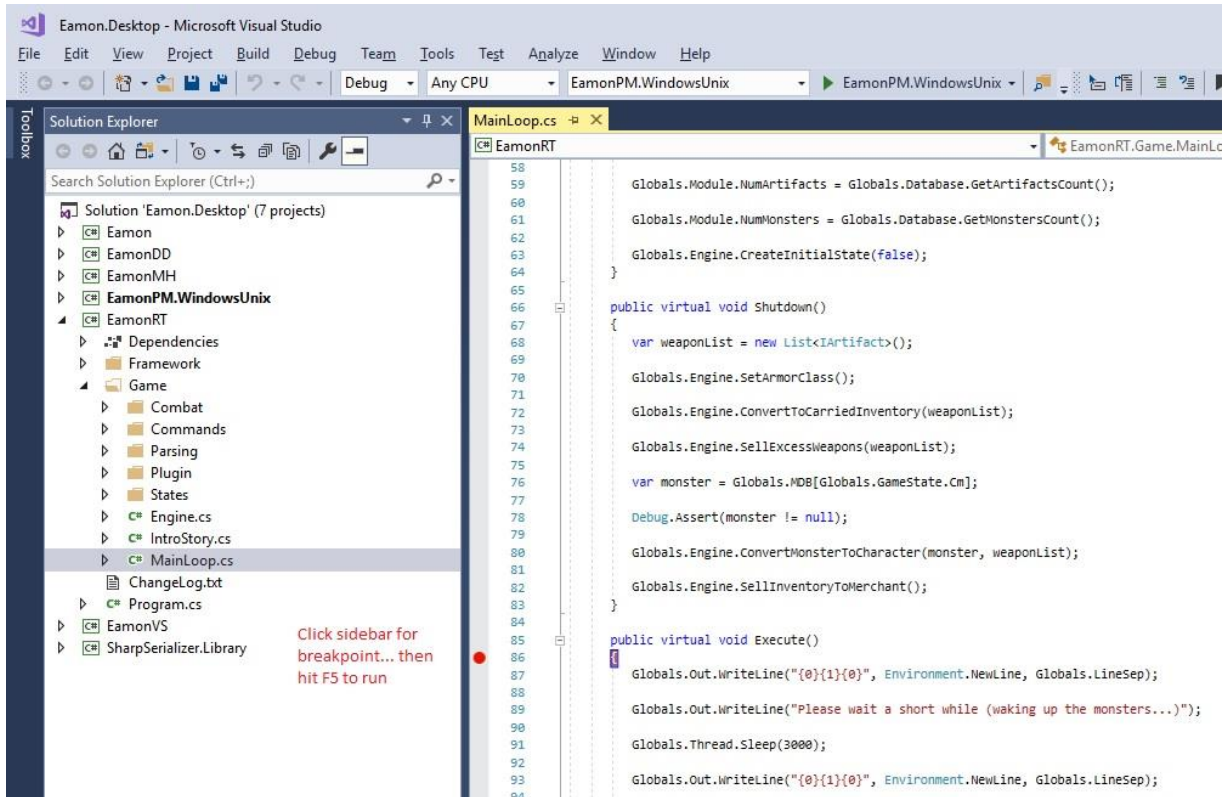 Eamon.Desktop - Microsoft Visual Studio
File Edit View Project Build Debug Team Tools Test Analyze Window Help
Debug Any CPU EamonPM.WindowsUnix EamonPM.WindowsUnix
Toolbox
Solution Explorer
Search Solution Explorer (Ctrl+;)
Solution 'Eamon.Desktop' (7 projects)
C# Eamon
C# EamonDD
C# EamonMH
C# EamonPM.WindowsUnix
C# EamonRT
Dependencies
Framework
Game
Combat
Commands
Parsing
Plugin
States
C# Engine.cs
C# IntroStory.cs
C# MainLoop.cs
ChangeLog.txt
C# Program.cs
C# EamonVS
C# SharpSerializer.Library
Click sidebar for
breakpoint... then
hit F5 to run
MainLoop.cs
C# EamonRT EamonRT.Game.MainLo
58
59 Globals.Module.NumArtifacts = Globals.Database.GetArtifactsCount();
60
61 Globals.Module.NumMonsters = Globals.Database.GetMonstersCount();
62
63 Globals.Engine.CreateInitialState(false);
64 }
65
66 public virtual void Shutdown()
67 {
68 var weaponList = new List<IArtifact>();
69
70 Globals.Engine.SetArmorClass();
71
72 Globals.Engine.ConvertToCarriedInventory(weaponList);
73
74 Globals.Engine.SellExcessWeapons(weaponList);
75
76 var monster = Globals.MDB[Globals.GameState.Cm];
77
78 Debug.Assert(monster != null);
79
80 Globals.Engine.ConvertMonsterToCharacter(monster, weaponList);
81
82 Globals.Engine.SellInventoryToMerchant();
83 }
84
85 public virtual void Execute()
86 {
87 Globals.Out.WriteLine("{0}{1}{0}", Environment.NewLine, Globals.LineSep);
88
89 Globals.Out.WriteLine("Please wait a short while (waking up the monsters...)");
90
91 Globals.Thread.Sleep(3000);
92
93 Globals.Out.WriteLine("{0}{1}{0}", Environment.NewLine, Globals.LineSep);
94